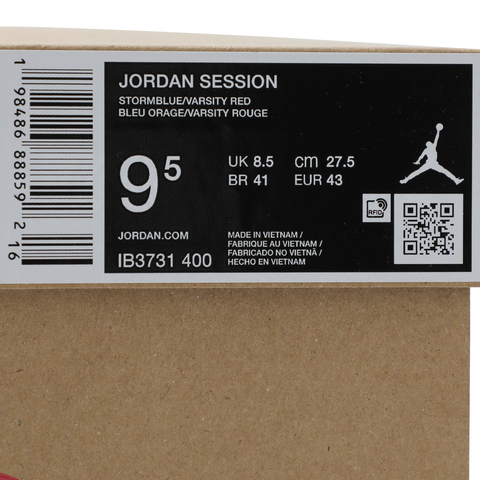 JORDAN SESSION
STORMBLUE/VARSITY RED
BLEU ORAGE/VARSITY ROUGE
9⁵
UK 8.5 cm 27.5
BR 41 EUR 43
RFID
JORDAN.COM
IB3731 400
MADE IN VIETNAM /
FABRIQUE AU VIETNAM /
FABRICADO NO VIETNÃ /
HECHO EN VIETNAM
1 98486 88859 2 16